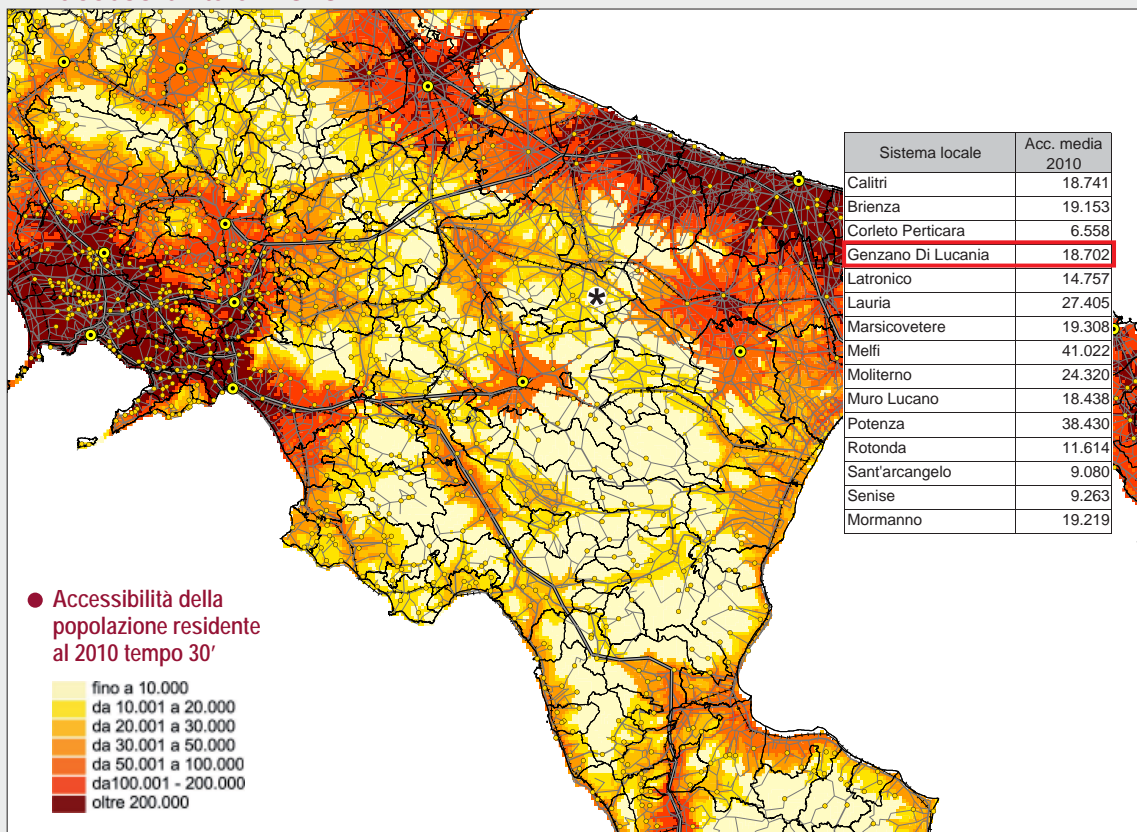 Sistema locale Acc. media 2010
Calitri 18.741
Brienza 19.153
Corleto Perticara 6.558
Genzano Di Lucania 18.702
Latronico 14.757
Lauria 27.405
Marsicovetere 19.308
Melfi 41.022
Moliterno 24.320
Muro Lucano 18.438
Potenza 38.430
Rotonda 11.614
Sant'arcangelo 9.080
Senise 9.263
Mormanno 19.219
*
● Accessibilità della
popolazione residente
al 2010 tempo 30'
fino a 10.000
da 10.001 a 20.000
da 20.001 a 30.000
da 30.001 a 50.000
da 50.001 a 100.000
da100.001 - 200.000
oltre 200.000